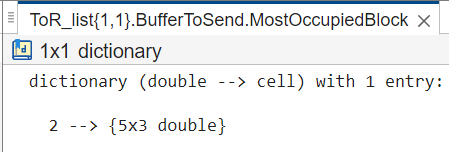 ToR_list{1,1}.BufferToSend.MostOccupiedBlock
1x1 dictionary
dictionary (double --> cell) with 1 entry:
2 --> {5x3 double}